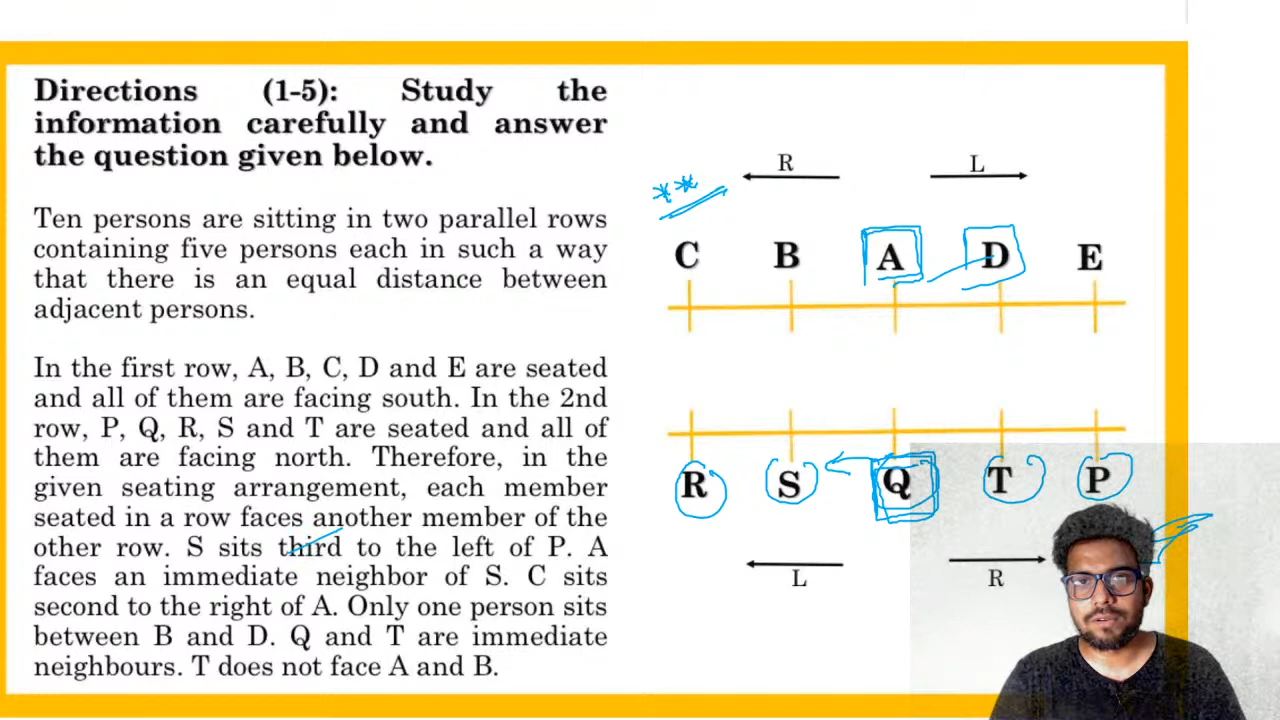 Directions (1-5): Study the
information carefully and answer
the question given below.
Ten persons are sitting in two parallel rows
containing five persons each in such a way
that there is an equal distance between
adjacent persons.
In the first row, A, B, C, D and E are seated
and all of them are facing south. In the 2nd
row, P, Q, R, S and T are seated and all of
them are facing north. Therefore, in the
given seating arrangement, each member
seated in a row faces another member of the
other row. S sits third to the left of P. A
faces an immediate neighbor of S. C sits
second to the right of A. Only one person sits
between B and D. Q and T are immediate
neighbours. T does not face A and B.
R L
**
C B A D E
R S Q T P
L R